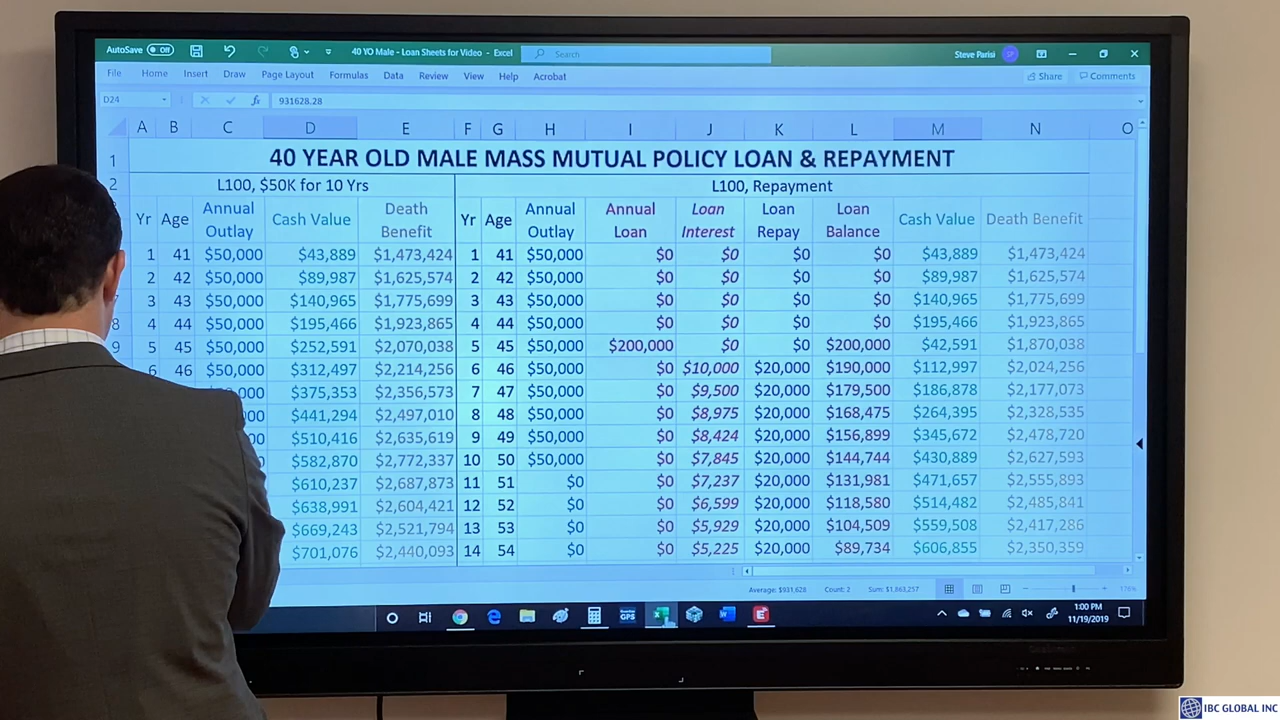 AutoSave Off 40 YO Male - Loan Sheets for Video - Excel Search Steve Parisi SP
File Home Insert Draw Page Layout Formulas Data Review View Help Acrobat Share Comments
D24 fx 931628.28
A B C D E F G H I J K L M N O
1 40 YEAR OLD MALE MASS MUTUAL POLICY LOAN & REPAYMENT
2 L100, $50K for 10 Yrs L100, Repayment
Yr Age Annual Outlay Cash Value Death Benefit Yr Age Annual Outlay Annual Loan Loan Interest Loan Repay Loan Balance Cash Value Death Benefit
1 41 $50,000 $43,889 $1,473,424 1 41 $50,000 $0 $0 $0 $0 $43,889 $1,473,424
2 42 $50,000 $89,987 $1,625,574 2 42 $50,000 $0 $0 $0 $0 $89,987 $1,625,574
3 43 $50,000 $140,965 $1,775,699 3 43 $50,000 $0 $0 $0 $0 $140,965 $1,775,699
8 4 44 $50,000 $195,466 $1,923,865 4 44 $50,000 $0 $0 $0 $0 $195,466 $1,923,865
9 5 45 $50,000 $252,591 $2,070,038 5 45 $50,000 $200,000 $0 $0 $200,000 $42,591 $1,870,038
6 46 $50,000 $312,497 $2,214,256 6 46 $50,000 $0 $10,000 $20,000 $190,000 $112,997 $2,024,256
000 $375,353 $2,356,573 7 47 $50,000 $0 $9,500 $20,000 $179,500 $186,878 $2,177,073
000 $441,294 $2,497,010 8 48 $50,000 $0 $8,975 $20,000 $168,475 $264,395 $2,328,535
00 $510,416 $2,635,619 9 49 $50,000 $0 $8,424 $20,000 $156,899 $345,672 $2,478,720
$582,870 $2,772,337 10 50 $50,000 $0 $7,845 $20,000 $144,744 $430,889 $2,627,593
$610,237 $2,687,873 11 51 $0 $0 $7,237 $20,000 $131,981 $471,657 $2,555,893
$638,991 $2,604,421 12 52 $0 $0 $6,599 $20,000 $118,580 $514,482 $2,485,841
$669,243 $2,521,794 13 53 $0 $0 $5,929 $20,000 $104,509 $559,508 $2,417,286
$701,076 $2,440,093 14 54 $0 $0 $5,225 $20,000 $89,734 $606,855 $2,350,359
Average: $931,628 Count: 2 Sum: $1,863,257 176%
GPS 1:00 PM
11/19/2019
IBC GLOBAL INC